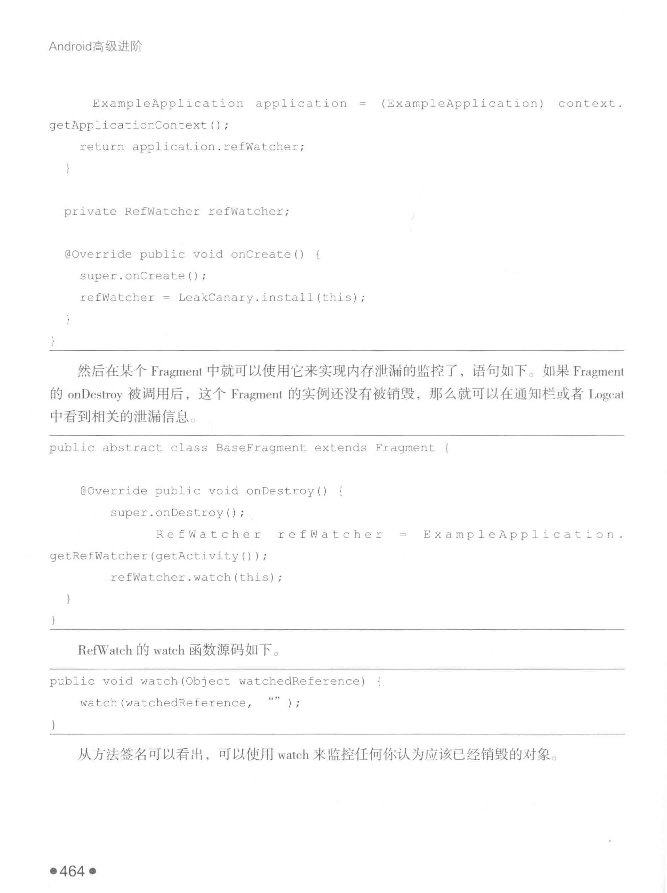 Android高级进阶
ExampleApplication application = (ExampleApplication) context.
getApplicationContext();
return application.refWatcher;
}
private RefWatcher refWatcher;
@Override public void onCreate() {
super.onCreate();
refWatcher = LeakCanary.install(this);
}
}
然后在某个 Fragment 中就可以使用它来实现内存泄漏的监控了，语句如下。如果 Fragment
的 onDestroy 被调用后，这个 Fragment 的实例还没有被销毁，那么就可以在通知栏或者 Logcat
中看到相关的泄漏信息。
public abstract class BaseFragment extends Fragment {
@Override public void onDestroy() {
super.onDestroy();
RefWatcher refWatcher = ExampleApplication.
getRefWatcher(getActivity());
refWatcher.watch(this);
}
}
RefWatch 的 watch 函数源码如下。
public void watch(Object watchedReference) {
watch(watchedReference, “”);
}
从方法签名可以看出，可以使用 watch 来监控任何你认为应该已经销毁的对象。
●464●